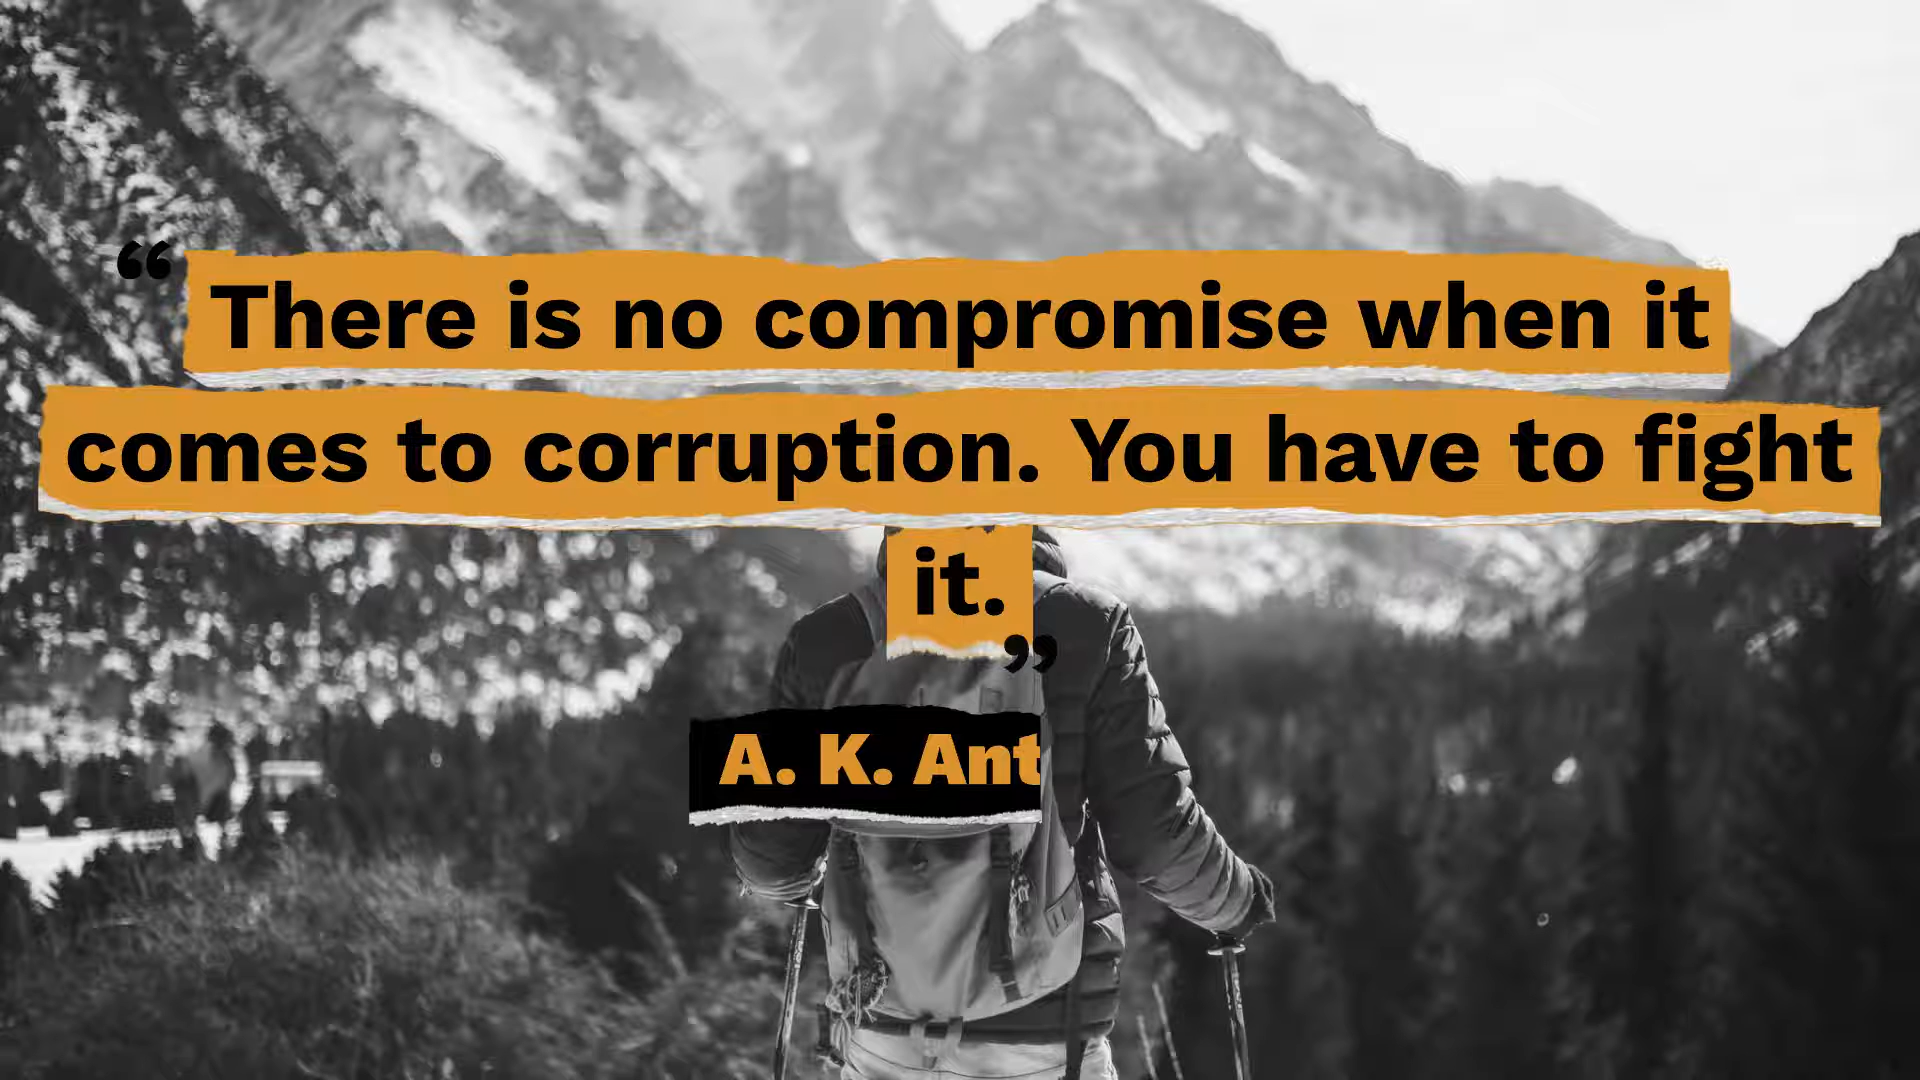 “There is no compromise when it
comes to corruption. You have to fight
it.”
A. K. Ant